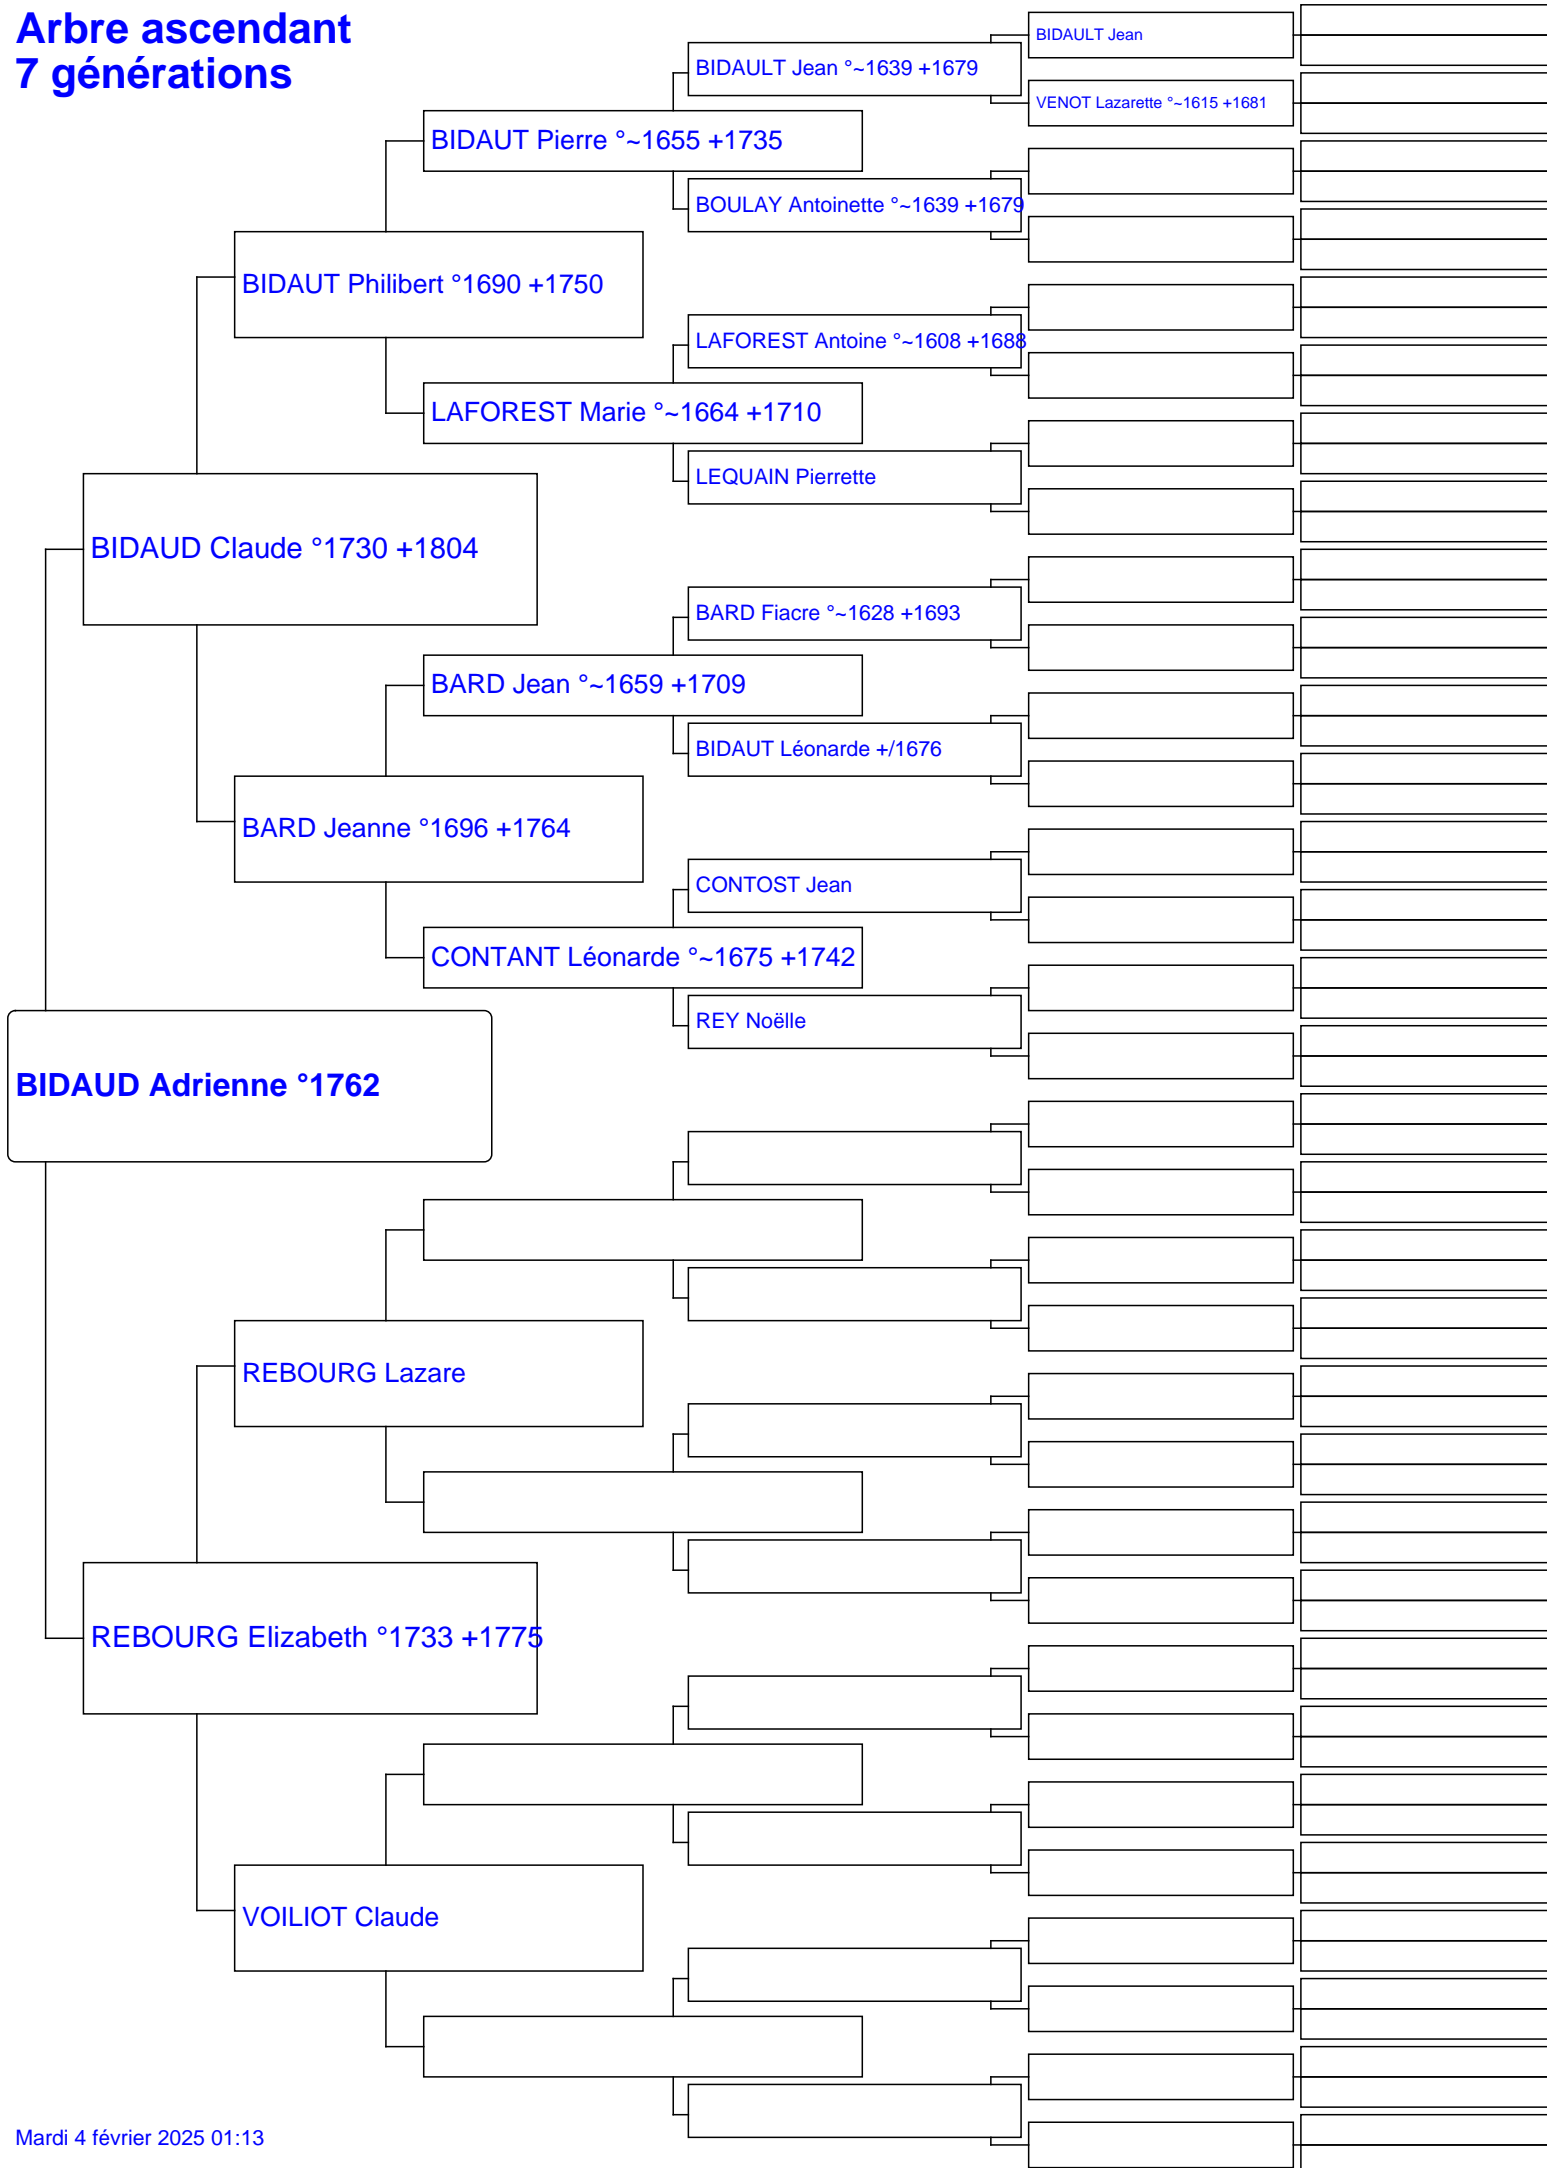 Arbre ascendant
7 générations
BIDAULT Jean
BIDAULT Jean °~1639 +1679
VENOT Lazarette °~1615 +1681
BIDAUT Pierre °~1655 +1735
BOULAY Antoinette °~1639 +1679
BIDAUT Philibert °1690 +1750
LAFOREST Antoine °~1608 +1688
LAFOREST Marie °~1664 +1710
LEQUAIN Pierrette
BIDAUD Claude °1730 +1804
BARD Fiacre °~1628 +1693
BARD Jean °~1659 +1709
BIDAUT Léonarde +/1676
BARD Jeanne °1696 +1764
CONTOST Jean
CONTANT Léonarde °~1675 +1742
REY Noëlle
BIDAUD Adrienne °1762
REBOURG Lazare
REBOURG Elizabeth °1733 +1775
VOILIOT Claude
Mardi 4 février 2025 01:13